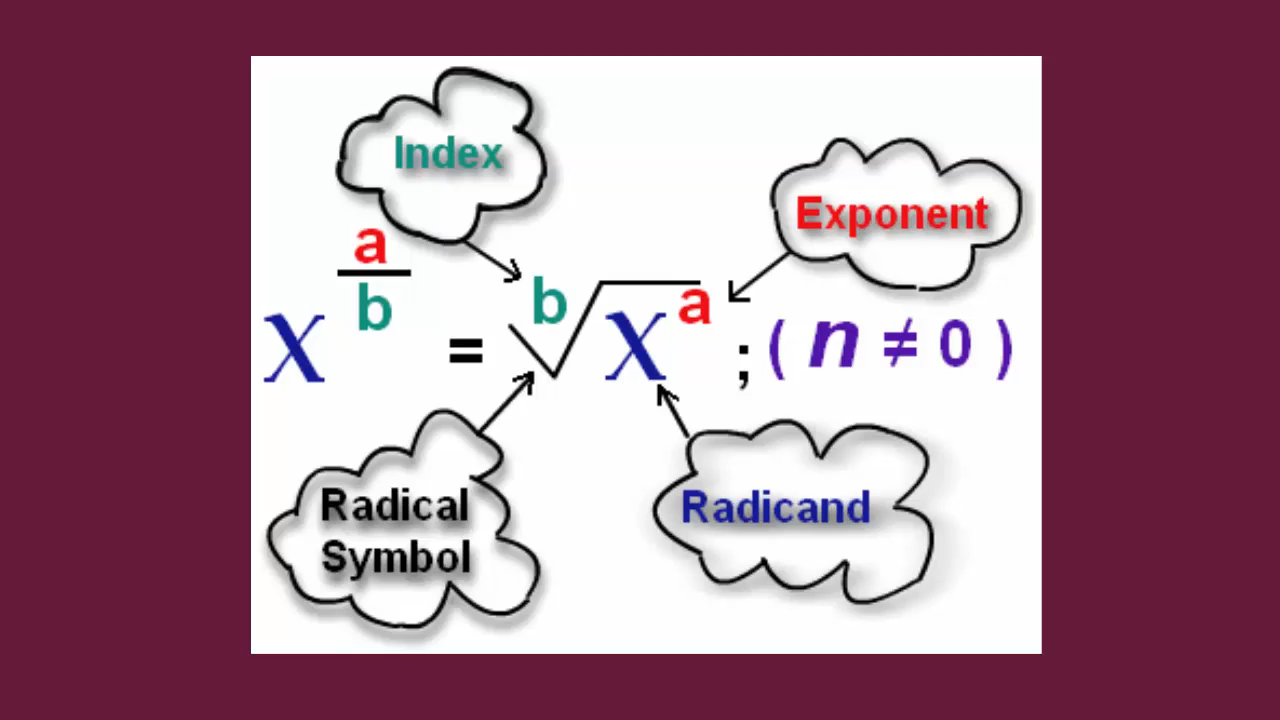 Index
Exponent
x^(a/b) = b√x^a ; ( n ≠ 0 )
Radical
Symbol
Radicand